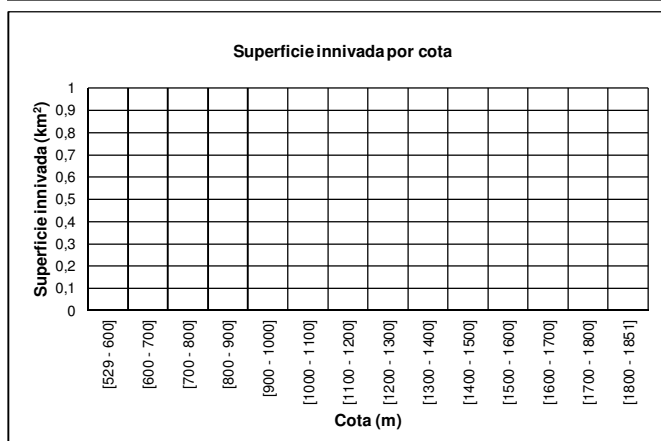 Superficie innivada por cota
Superficie innivada (km²)
1
0,9
0,8
0,7
0,6
0,5
0,4
0,3
0,2
0,1
0
[529 - 600]
[600 - 700]
[700 - 800]
[800 - 900]
[900 - 1000]
[1000 - 1100]
[1100 - 1200]
[1200 - 1300]
[1300 - 1400]
[1400 - 1500]
[1500 - 1600]
[1600 - 1700]
[1700 - 1800]
[1800 - 1851]
Cota (m)